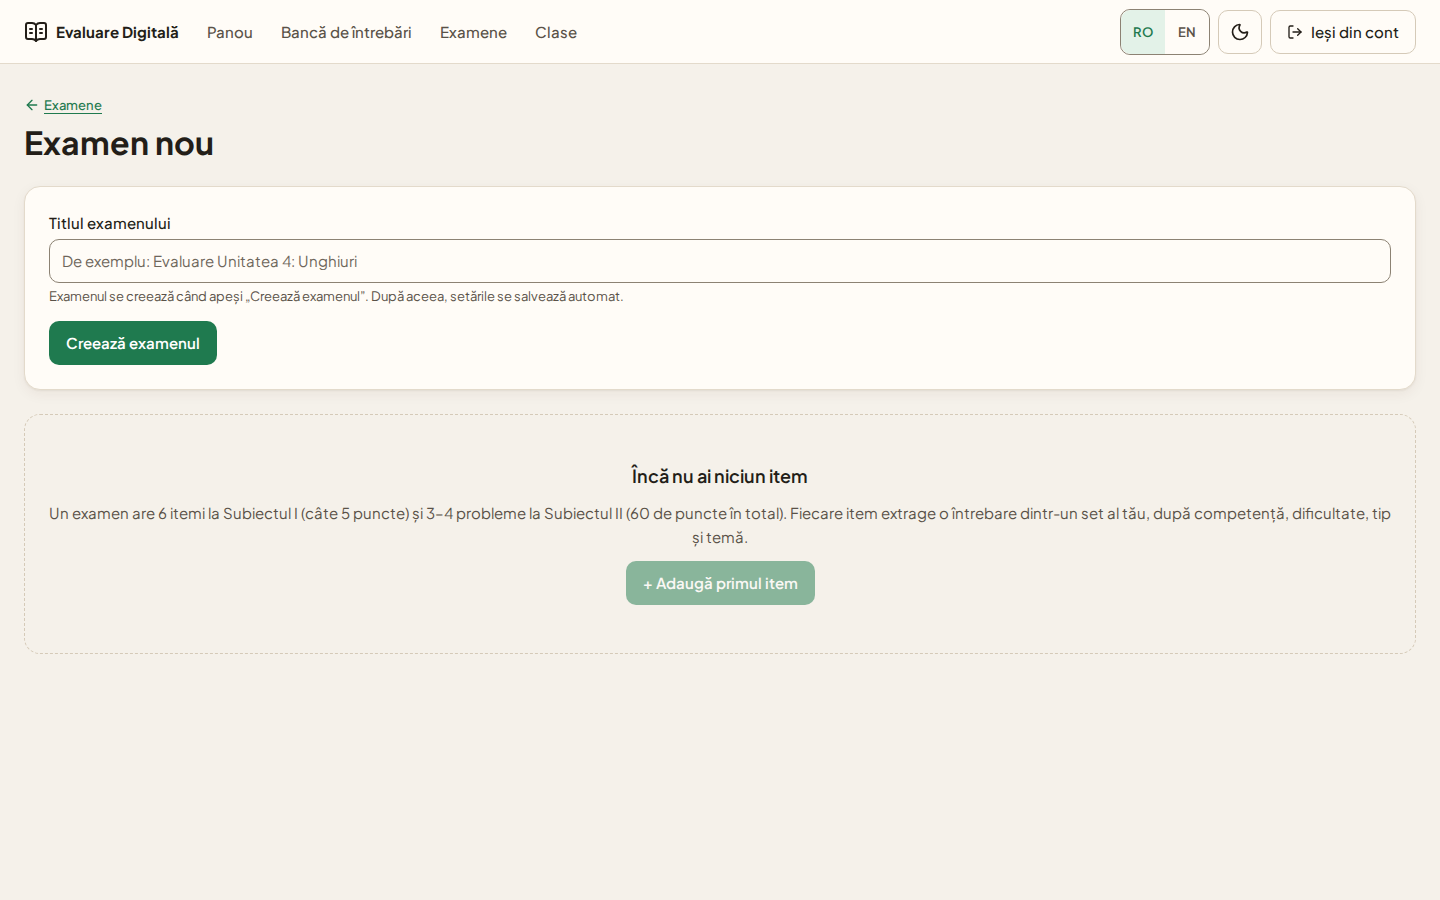 Evaluare Digitală Panou Bancă de întrebări Examene Clase RO EN Ieși din cont
Examene
Examen nou
Titlul examenului
De exemplu: Evaluare Unitatea 4: Unghiuri
Examenul se creează când apeși „Creează examenul”. După aceea, setările se salvează automat.
Creează examenul
Încă nu ai niciun item
Un examen are 6 itemi la Subiectul I (câte 5 puncte) și 3–4 probleme la Subiectul II (60 de puncte în total). Fiecare item extrage o întrebare dintr-un set al tău, după competență, dificultate, tip
și temă.
+ Adaugă primul item